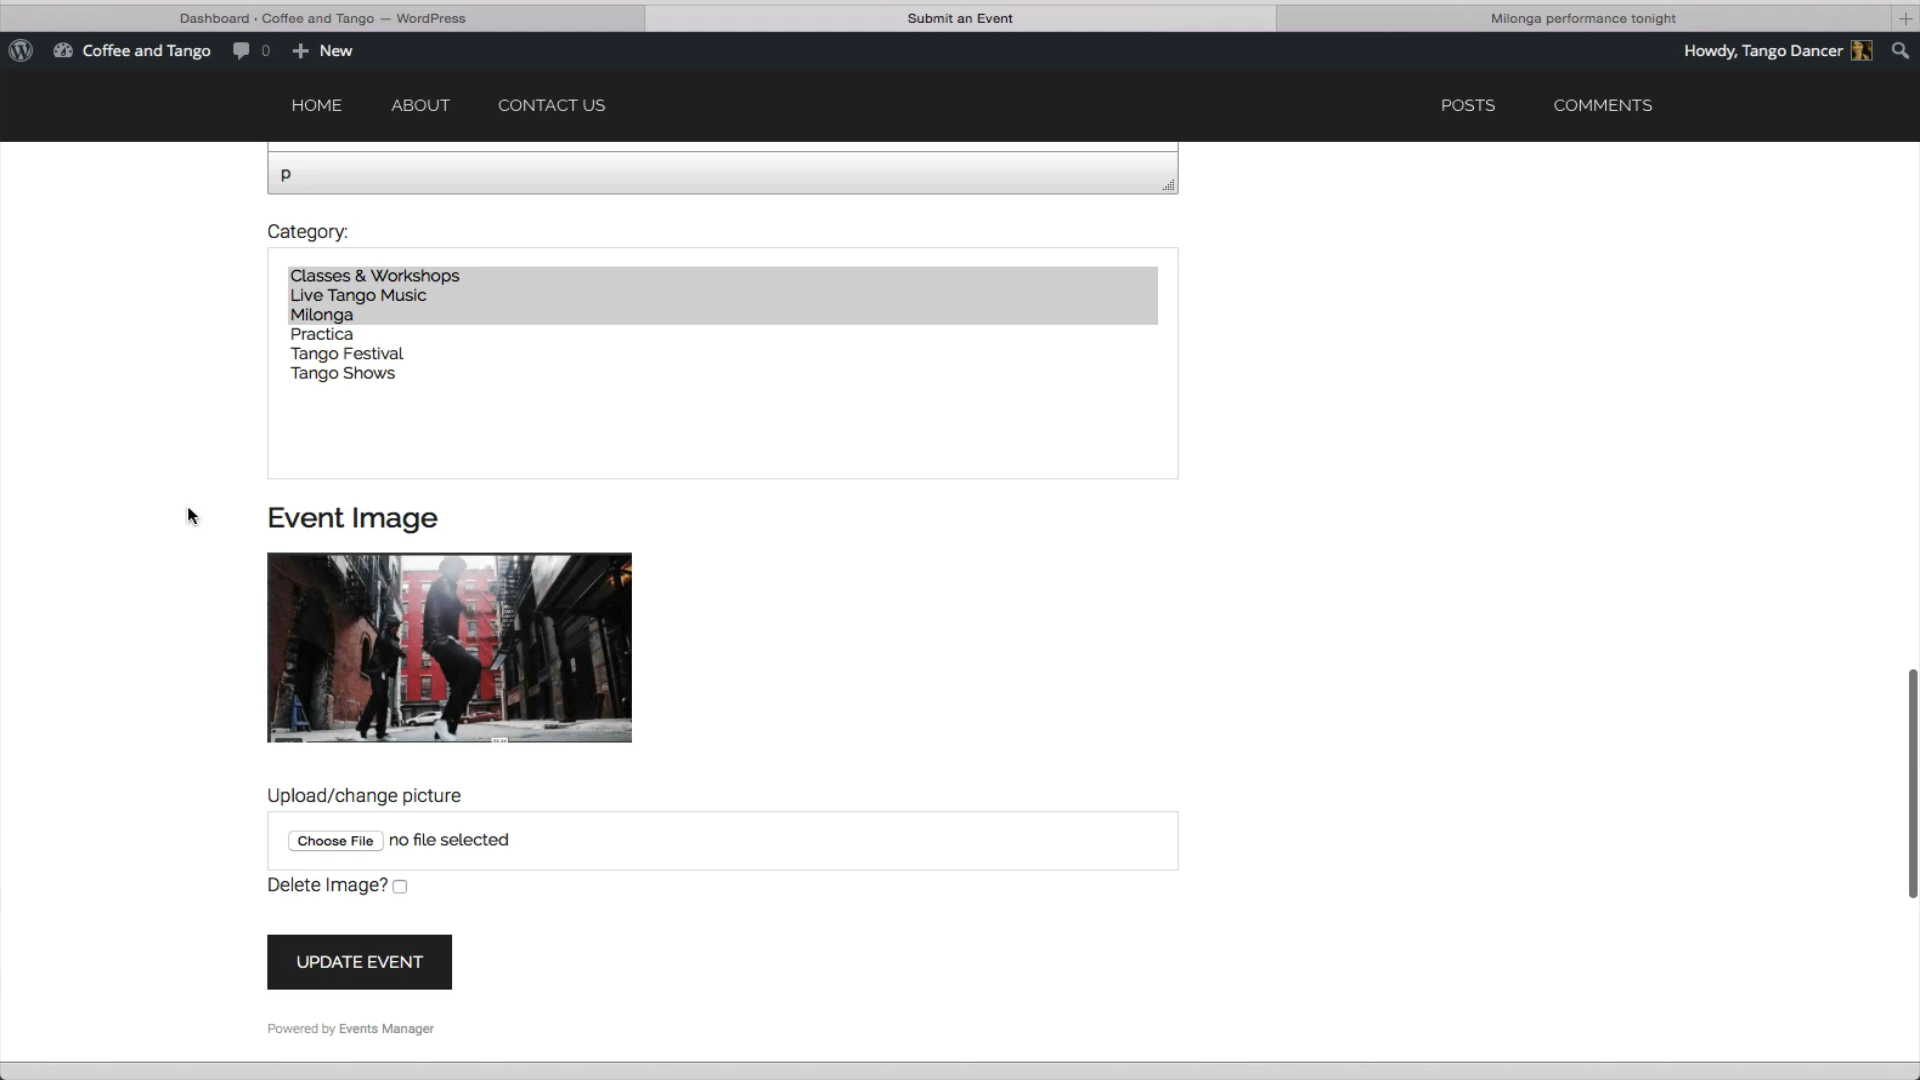 Dashboard ‹ Coffee and Tango — WordPress
Submit an Event
Milonga performance tonight
Coffee and Tango
0
New
Howdy, Tango Dancer
HOME
ABOUT
CONTACT US
POSTS
COMMENTS
p
Category:
Classes & Workshops
Live Tango Music
Milonga
Practica
Tango Festival
Tango Shows
Event Image
Upload/change picture
Choose File no file selected
Delete Image?
UPDATE EVENT
Powered by Events Manager